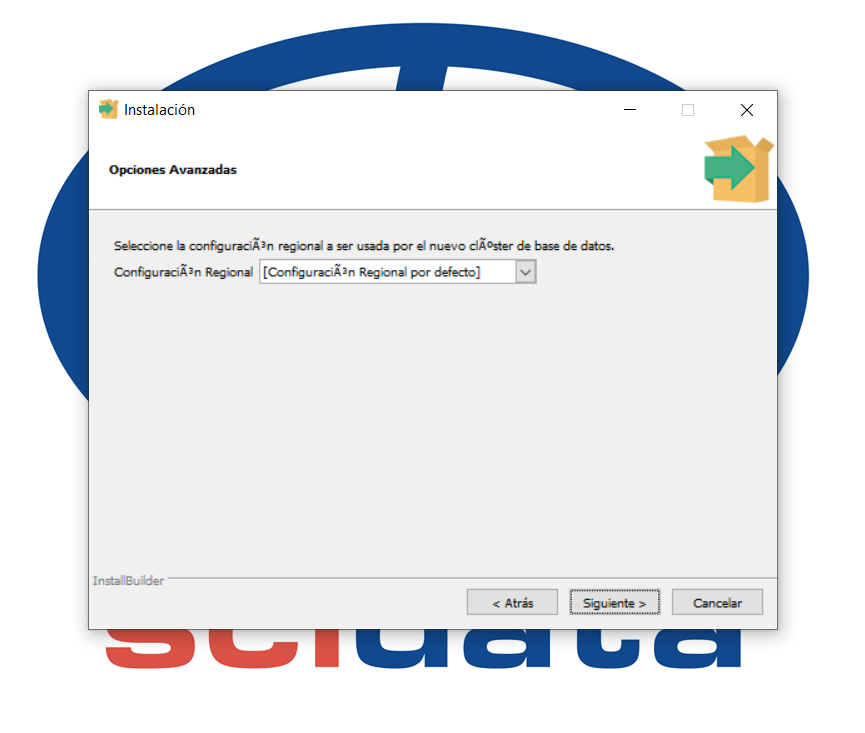 Instalación
Opciones Avanzadas
Seleccione la configuraciÃ³n regional a ser usada por el nuevo clÃºster de base de datos.
ConfiguraciÃ³n Regional [ConfiguraciÃ³n Regional por defecto]
InstallBuilder
< Atrás Siguiente > Cancelar
scidata